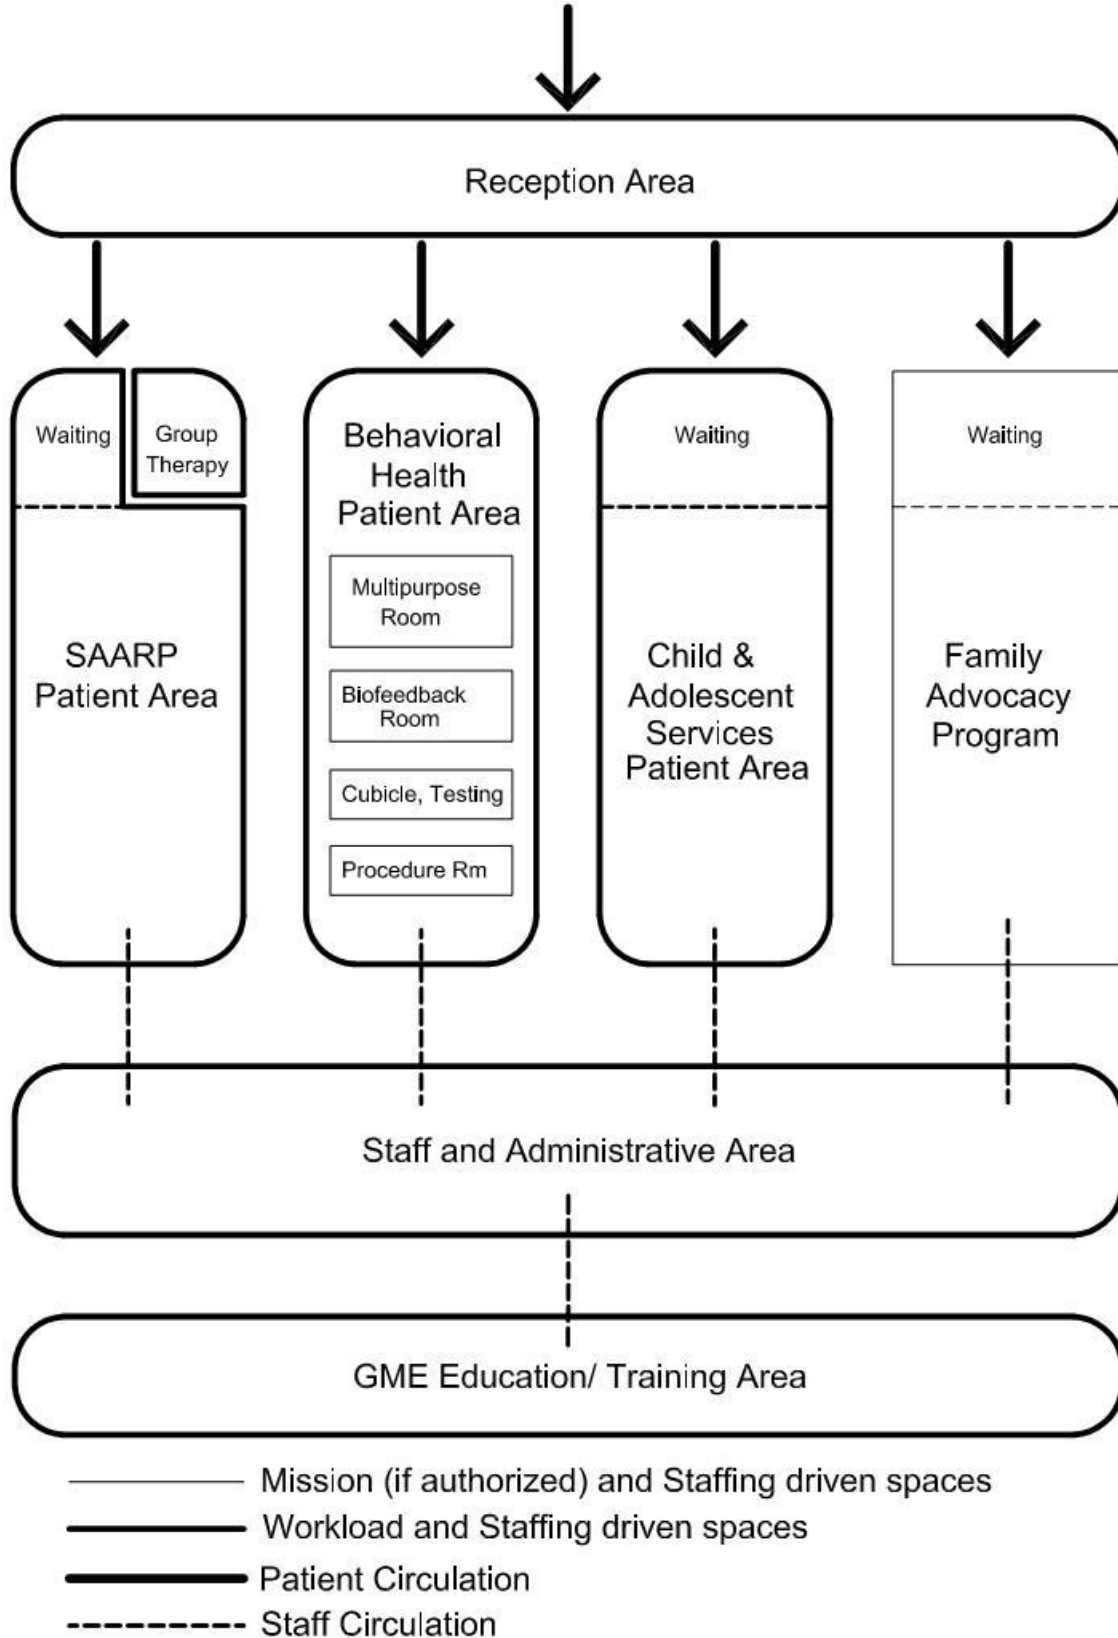 Reception Area
Waiting
Group
Therapy
SAARP
Patient Area
Behavioral
Health
Patient Area
Multipurpose
Room
Biofeedback
Room
Cubicle, Testing
Procedure Rm
Waiting
Child &
Adolescent
Services
Patient Area
Waiting
Family
Advocacy
Program
Staff and Administrative Area
GME Education/ Training Area
Mission (if authorized) and Staffing driven spaces
Workload and Staffing driven spaces
Patient Circulation
Staff Circulation